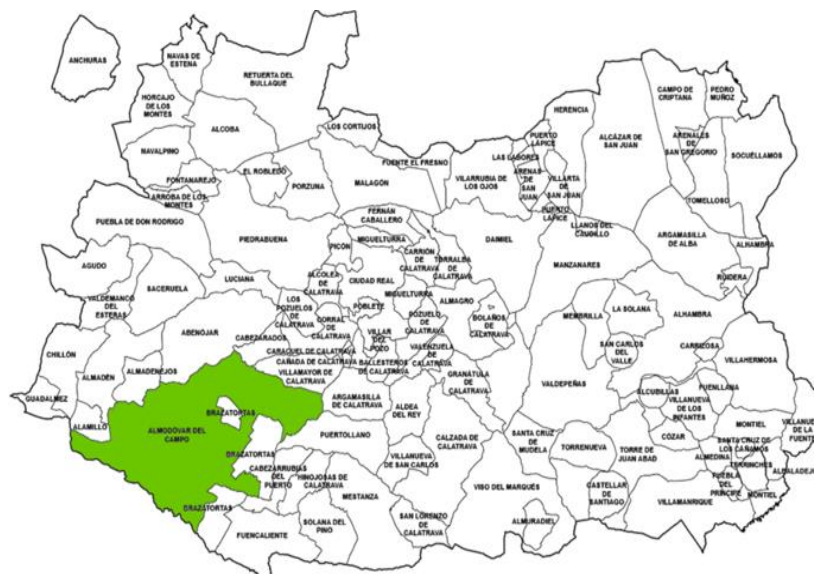 ANCHURAS
NAVAS DE
ESTENA
RETUERTA DEL
BULLAQUE
HORCAJO
DE LOS
MONTES
ALCOBA
LOS CORTIJOS
NAVALPINO
FONTANAREJO
ARROBA DE LOS
MONTES
EL ROBLEDO
PORZUNA
MALAGÓN
FUENTE EL FRESNO
VILARRUBIA DE
LOS OJOS
LAS LABORES
ARENAS
DE SAN
JUAN
PUERTO
LÁPICE
HERENCIA
VILLARTA
DE SAN
JUAN
PUERTO
LÁPICE
ALCÁZAR DE
SAN JUAN
CAMPO DE
CRIPTANA
PEDRO
MUÑOZ
ARENALES
DE
SAN GREGORIO
SOCUÉLLAMOS
TOMELLOSO
LLANOS DEL
CAUDILLO
ARGAMASILLA
DE ALBA
ALHAMBRA
RUIDERA
PUEBLA DE DON RODRIGO
PIEDRABUENA
FERNÁN
CABALLERO
PICÓN
MIGUELTURRA
CARRIÓN
DE
CALATRAVA
TORRALBA
DE
CALATRAVA
DAIMIEL
MANZANARES
AGUDO
VALDEMANCO
DEL
ESTERAS
SACERUELA
LUCIANA
ALCOLEA
DE
CALATRAVA
CIUDAD REAL
LOS
POZUELOS
DE
CALATRAVA
POBLETE
MIGUELTURRA
ALMAGRO
CORRAL
DE
CALATRAVA
VILLAR
DEL
POZO
POZUELO
DE
CALATRAVA
BOLAÑOS
DE
CALATRAVA
MEMBRILLA
LA SOLANA
ALHAMBRA
SAN CARLOS
DEL
VALLE
CARRIZOSA
VILLAHERMOSA
ABENÓJAR
CABEZARADOS
CARACUEL DE CALATRAVA
CAÑADA DE CALATRAVA
VILLAMAYOR DE
CALATRAVA
BALLESTEROS
DE CALATRAVA
VALENZUELA
DE
CALATRAVA
GRANÁTULA
DE
CALATRAVA
VALDEPEÑAS
CHILLÓN
ALMADÉN
ALMADENEJOS
GUADALMEZ
ALAMILLO
ALMODÓVAR DEL
CAMPO
BRAZATORTAS
BRAZATORTAS
BRAZATORTAS
ARGAMASILLA
DE CALATRAVA
ALDEA
DEL REY
PUERTOLLANO
CALZADA DE
CALATRAVA
SANTA CRUZ
DE
MUDELA
TORRENUEVA
TORRE DE
JUAN ABAD
CÓZAR
ALCUBILLAS
VILLANUEVA
DE LOS
INFANTES
FUENLLANA
MONTIEL
VILLANUEVA
DE LA
FUENTE
SANTA CRUZ DE
LOS CÁÑAMOS
ALMEDINA
TERRINCHES
ALBALADEJO
PUEBLA
DEL
PRÍNCIPE
MONTIEL
VILLAMANRIQUE
CASTELLAR
DE
SANTIAGO
CABEZARRUBIAS
DEL
PUERTO
HINOJOSAS
DE
CALATRAVA
VILLANUEVA
DE SAN CARLOS
MESTANZA
VISO DEL MARQUÉS
FUENCALIENTE
SOLANA DEL
PINO
SAN LORENZO
DE
CALATRAVA
ALMURADIEL